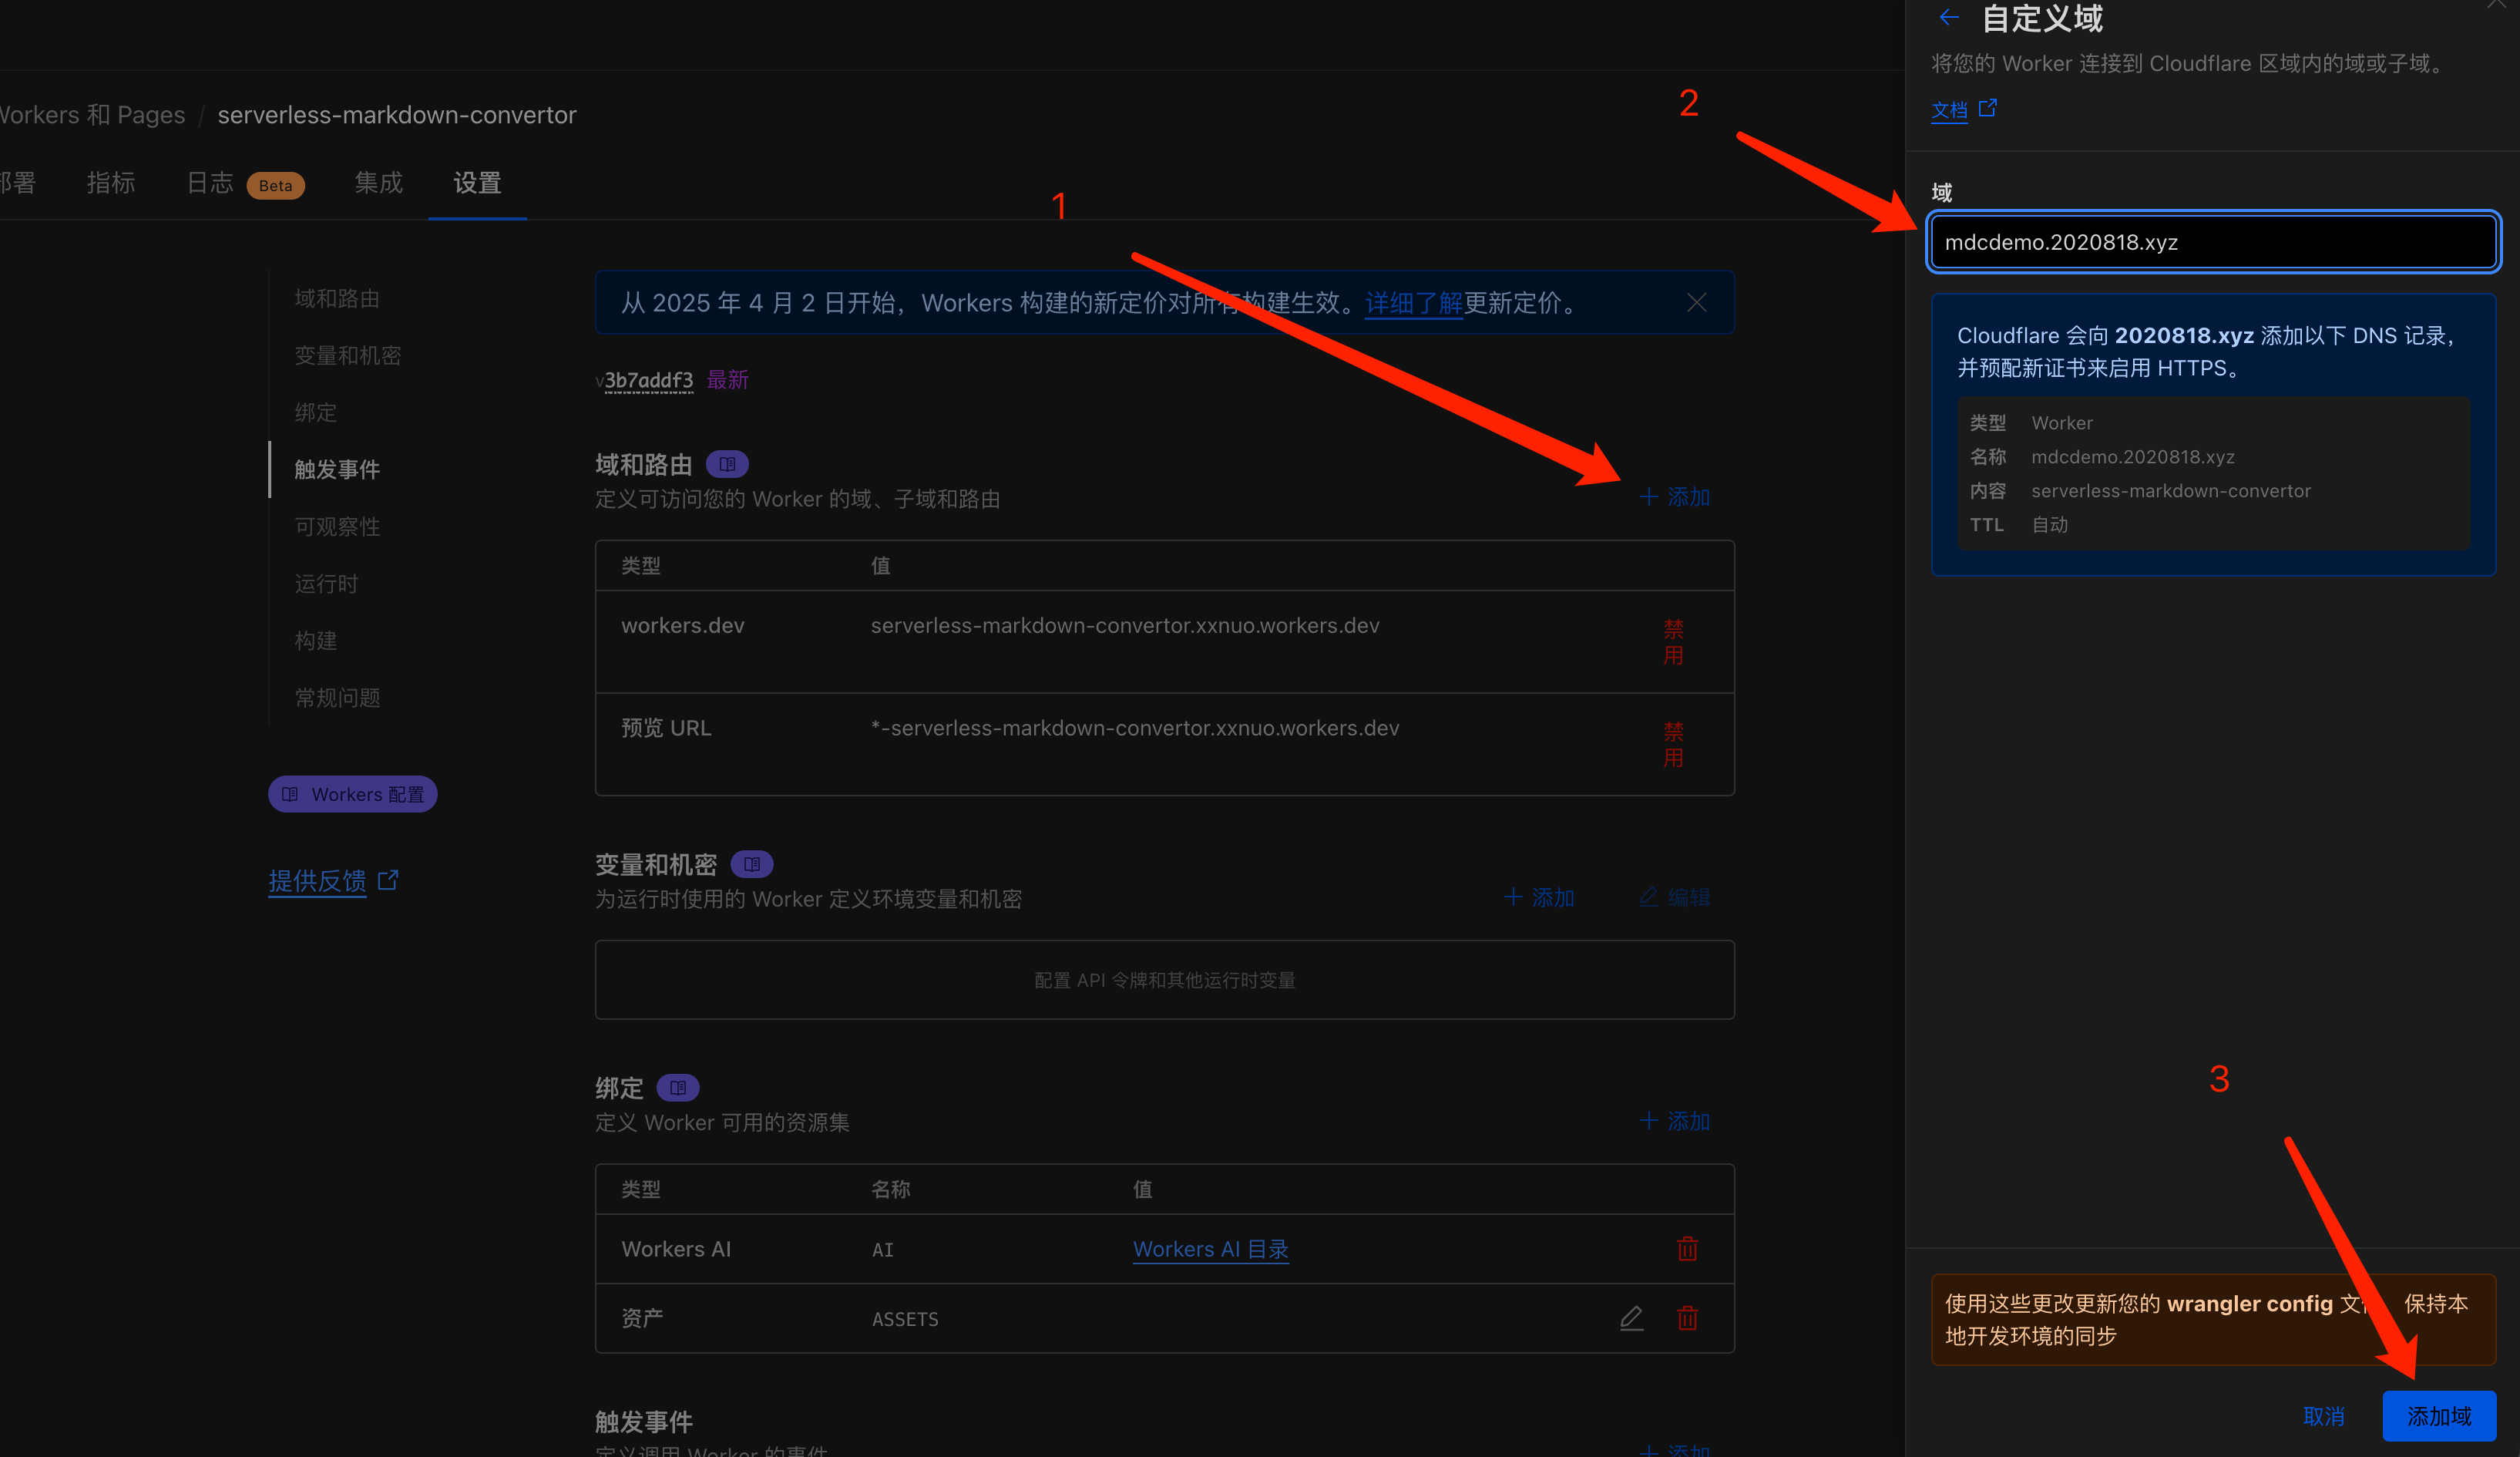 Workers 和 Pages / serverless-markdown-convertor
部署 指标 日志 Beta 集成 设置
1
域和路由
变量和机密
绑定
触发事件
可观察性
运行时
构建
常规问题
Workers 配置
提供反馈
从 2025 年 4 月 2 日开始，Workers 构建的新定价对所有构建生效。详细了解更新定价。
v3b7addf3 最新
域和路由
定义可访问您的 Worker 的域、子域和路由
添加
类型 值
workers.dev serverless-markdown-convertor.xxnuo.workers.dev 禁用
预览 URL *-serverless-markdown-convertor.xxnuo.workers.dev 禁用
变量和机密
为运行时使用的 Worker 定义环境变量和机密
添加 编辑
配置 API 令牌和其他运行时变量
绑定
定义 Worker 可用的资源集
添加
类型 名称 值
Workers AI AI Workers AI 目录
资产 ASSETS
触发事件
定义调用 Worker 的事件
添加
自定义域
将您的 Worker 连接到 Cloudflare 区域内的域或子域。
文档
2
域
mdcdemo.2020818.xyz
Cloudflare 会向 2020818.xyz 添加以下 DNS 记录，
并预配新证书来启用 HTTPS。
类型 Worker
名称 mdcdemo.2020818.xyz
内容 serverless-markdown-convertor
TTL 自动
3
使用这些更改更新您的 wrangler config 文 保持本
地开发环境的同步
取消 添加域